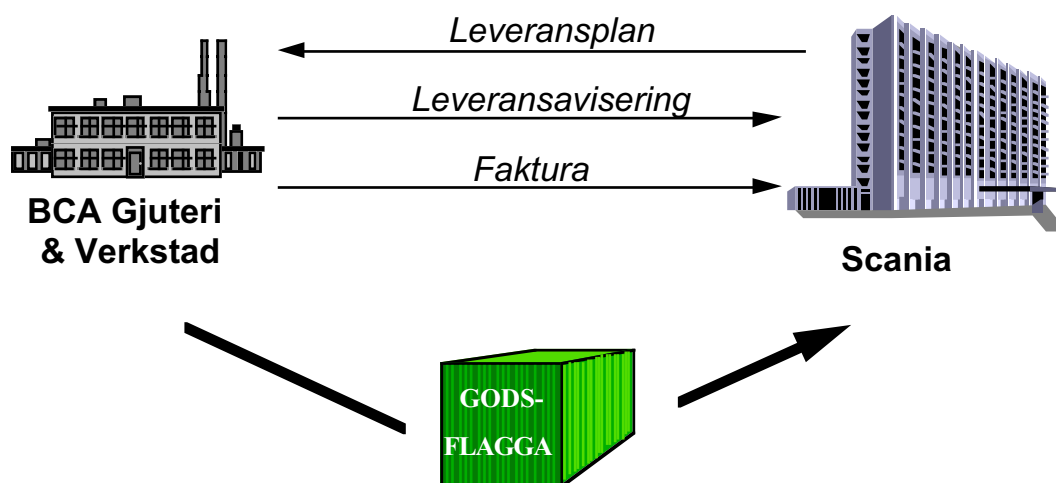 Leveransplan
Leveransavisering
Faktura
BCA Gjuteri
& Verkstad
Scania
GODS-
FLAGGA